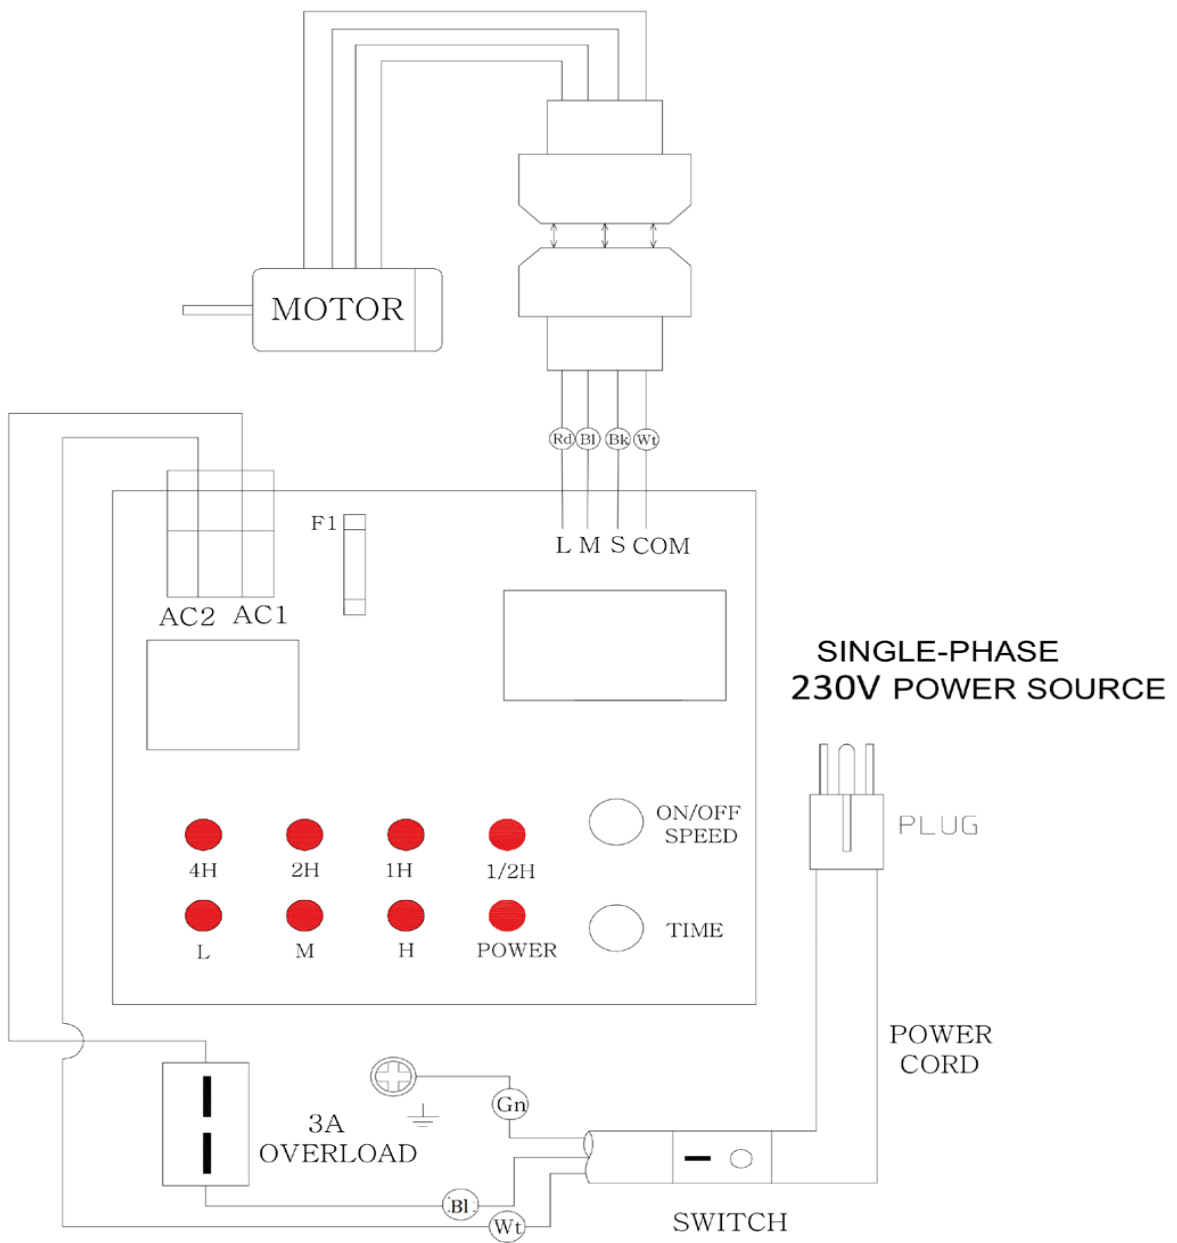 MOTOR
Rd Bl Bk Wt
F1
L M S COM
AC2 AC1
SINGLE-PHASE
230V POWER SOURCE
PLUG
ON/OFF
SPEED
4H 2H 1H 1/2H
TIME
L M H POWER
POWER
CORD
Gn
3A
OVERLOAD
Bl
Wt
SWITCH